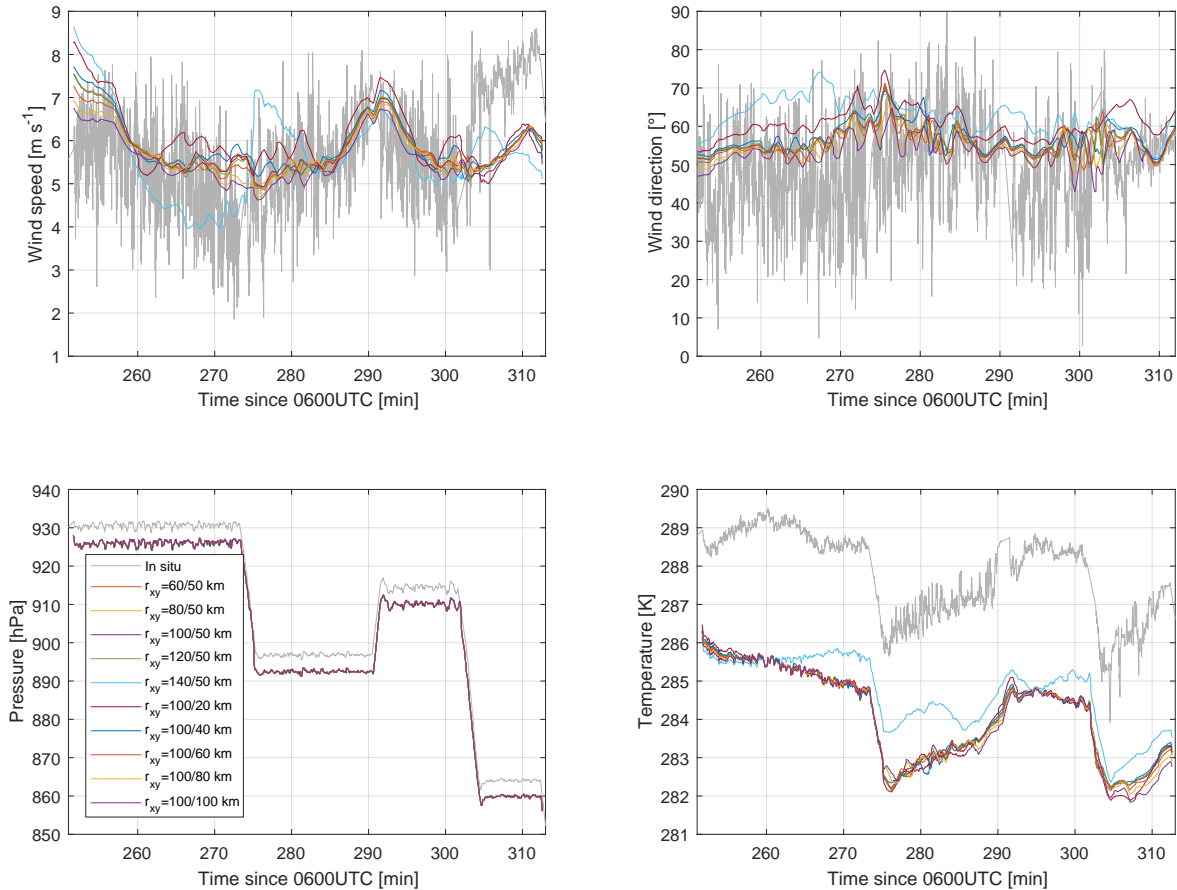 9
8
7
6
5
4
3
2
1
Wind speed [m s-1]
260 270 280 290 300 310
Time since 0600UTC [min]
90
80
70
60
50
40
30
20
10
0
Wind direction [°]
260 270 280 290 300 310
Time since 0600UTC [min]
940
930
920
910
900
890
880
870
860
850
Pressure [hPa]
In situ
rxy=60/50 km
rxy=80/50 km
rxy=100/50 km
rxy=120/50 km
rxy=140/50 km
rxy=100/20 km
rxy=100/40 km
rxy=100/60 km
rxy=100/80 km
rxy=100/100 km
260 270 280 290 300 310
Time since 0600UTC [min]
290
289
288
287
286
285
284
283
282
281
Temperature [K]
260 270 280 290 300 310
Time since 0600UTC [min]